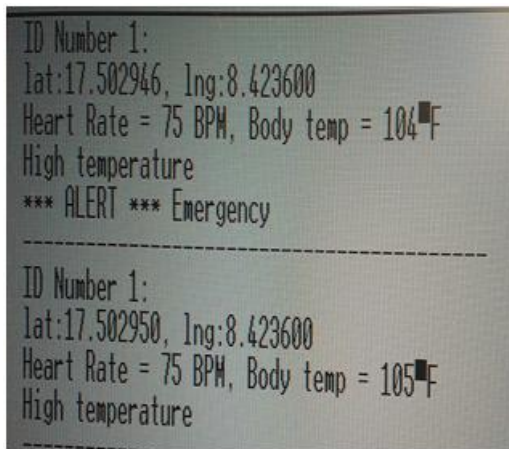 ID Number 1:
lat:17.502946, lng:8.423600
Heart Rate = 75 BPM, Body temp = 104■F
High temperature
*** ALERT *** Emergency
--------------------------------------------
ID Number 1:
lat:17.502950, lng:8.423600
Heart Rate = 75 BPM, Body temp = 105■F
High temperature
--------------------------------------------